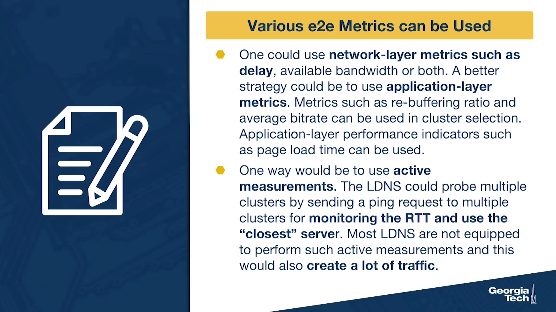 Various e2e Metrics can be Used
One could use network-layer metrics such as
delay, available bandwidth or both. A better
strategy could be to use application-layer
metrics. Metrics such as re-buffering ratio and
average bitrate can be used in cluster selection.
Application-layer performance indicators such
as page load time can be used.
One way would be to use active
measurements. The LDNS could probe multiple
clusters by sending a ping request to multiple
clusters for monitoring the RTT and use the
“closest” server. Most LDNS are not equipped
to perform such active measurements and this
would also create a lot of traffic.
Georgia
Tech